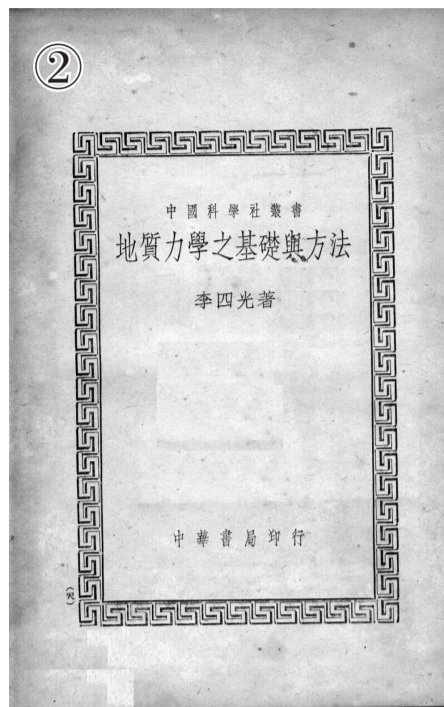 ②
中國科學社叢書
地質力學之基礎與方法
李四光著
中華書局印行